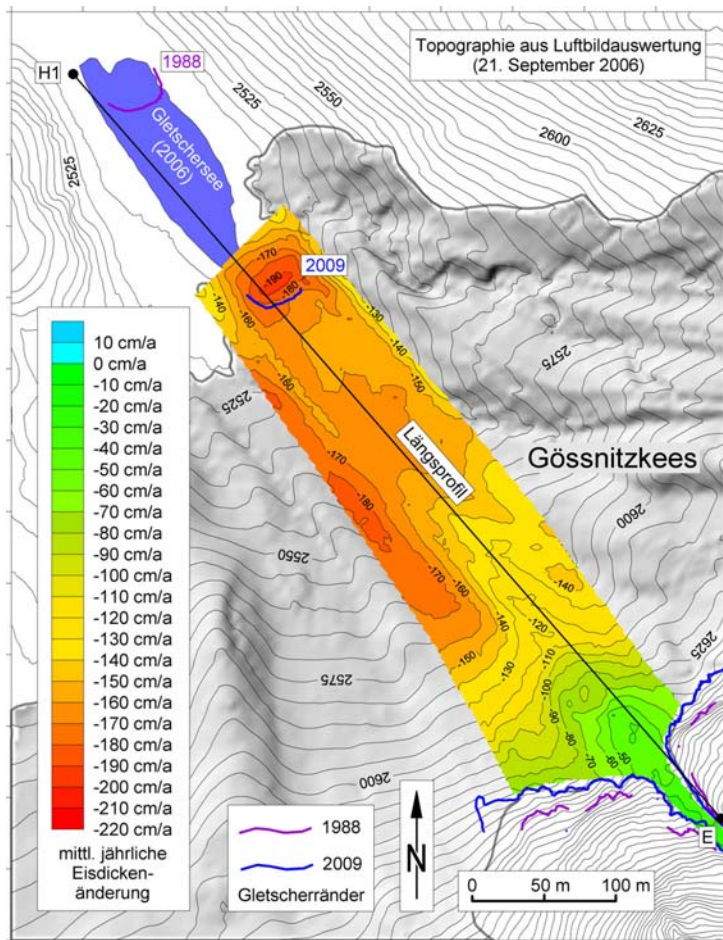 H1
1988
Topographie aus Luftbildauswertung
(21. September 2006)
2525
2550
2600
2625
2525
Gletschersee
(2006)
-170
-190
-180
2009
-140
-160
-130
-140
-150
2575
-160
2525
-170
Längsprofil
Gössnitzkees
-180
2600
2550
-140
-170
-160
-140
-120
-150
-130
-110
2625
2575
-100
-90
-80
-70
-60
-50
2600
E
10 cm/a
0 cm/a
-10 cm/a
-20 cm/a
-30 cm/a
-40 cm/a
-50 cm/a
-60 cm/a
-70 cm/a
-80 cm/a
-90 cm/a
-100 cm/a
-110 cm/a
-120 cm/a
-130 cm/a
-140 cm/a
-150 cm/a
-160 cm/a
-170 cm/a
-180 cm/a
-190 cm/a
-200 cm/a
-210 cm/a
-220 cm/a
mittl. jährliche
Eisdicken-
änderung
1988
2009
Gletscherränder
N
0 50 m 100 m